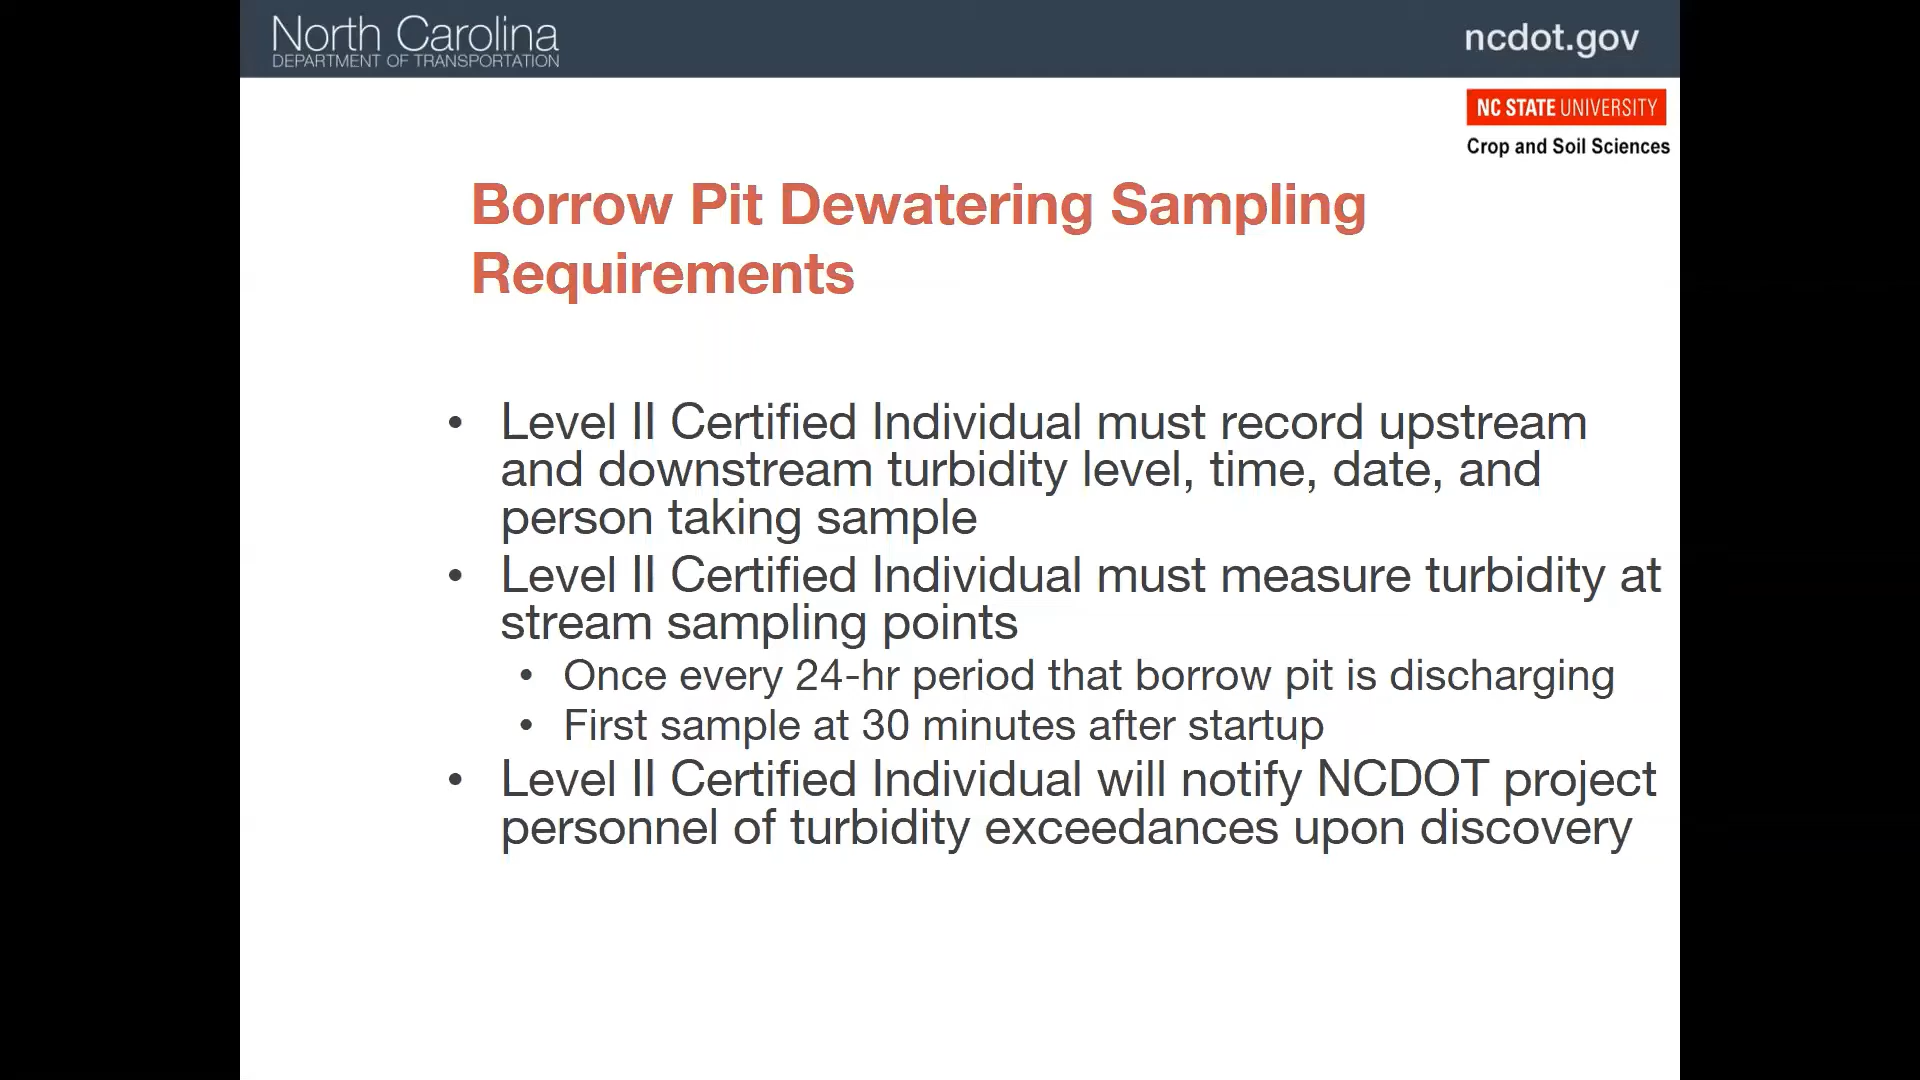 North Carolina
DEPARTMENT OF TRANSPORTATION
ncdot.gov
NC STATE UNIVERSITY
Crop and Soil Sciences
Borrow Pit Dewatering Sampling
Requirements
• Level II Certified Individual must record upstream
and downstream turbidity level, time, date, and
person taking sample
• Level II Certified Individual must measure turbidity at
stream sampling points
• Once every 24-hr period that borrow pit is discharging
• First sample at 30 minutes after startup
• Level II Certified Individual will notify NCDOT project
personnel of turbidity exceedances upon discovery